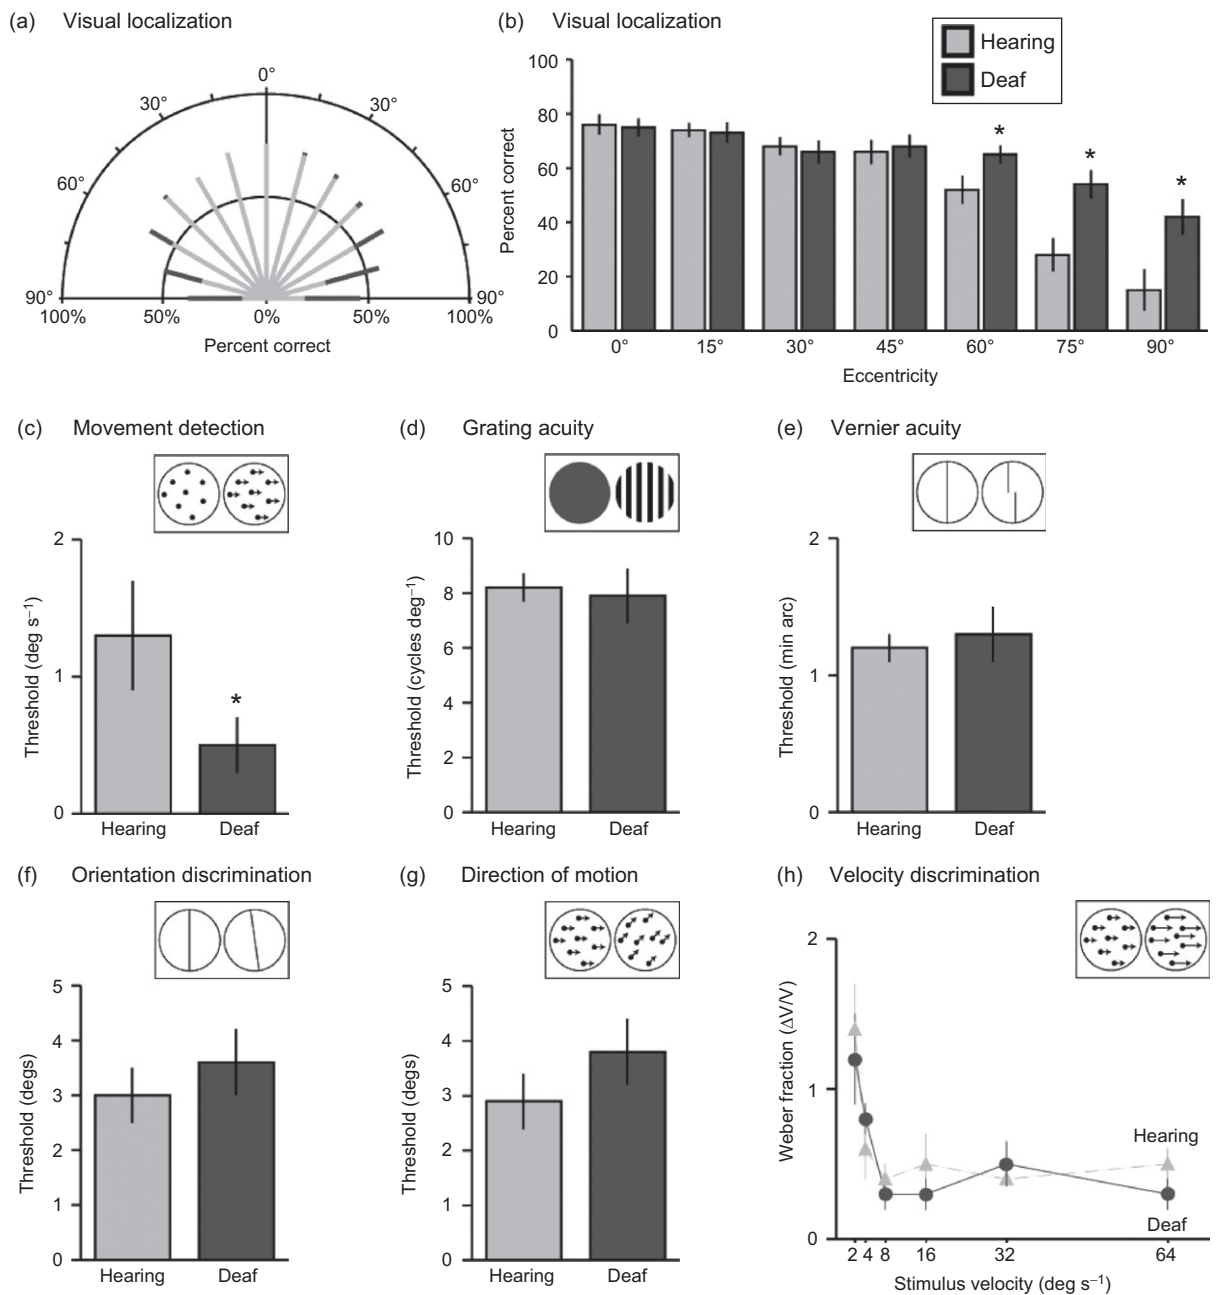 (a) Visual localization
0°
30° 30°
60° 60°
90° 90°
100% 50% 0% 50% 100%
Percent correct
(b) Visual localization
Hearing
Deaf
Percent correct
100
80
60
40
20
0
* * *
0° 15° 30° 45° 60° 75° 90°
Eccentricity
(c) Movement detection
Threshold (deg s⁻¹)
2
1
0
*
Hearing Deaf
(d) Grating acuity
Threshold (cycles deg⁻¹)
10
8
6
4
2
0
Hearing Deaf
(e) Vernier acuity
Threshold (min arc)
2
1
0
Hearing Deaf
(f) Orientation discrimination
Threshold (degs)
5
4
3
2
1
0
Hearing Deaf
(g) Direction of motion
Threshold (degs)
5
4
3
2
1
0
Hearing Deaf
(h) Velocity discrimination
Weber fraction (ΔV/V)
2
1
0
Hearing
Deaf
2 4 8 16 32 64
Stimulus velocity (deg s⁻¹)